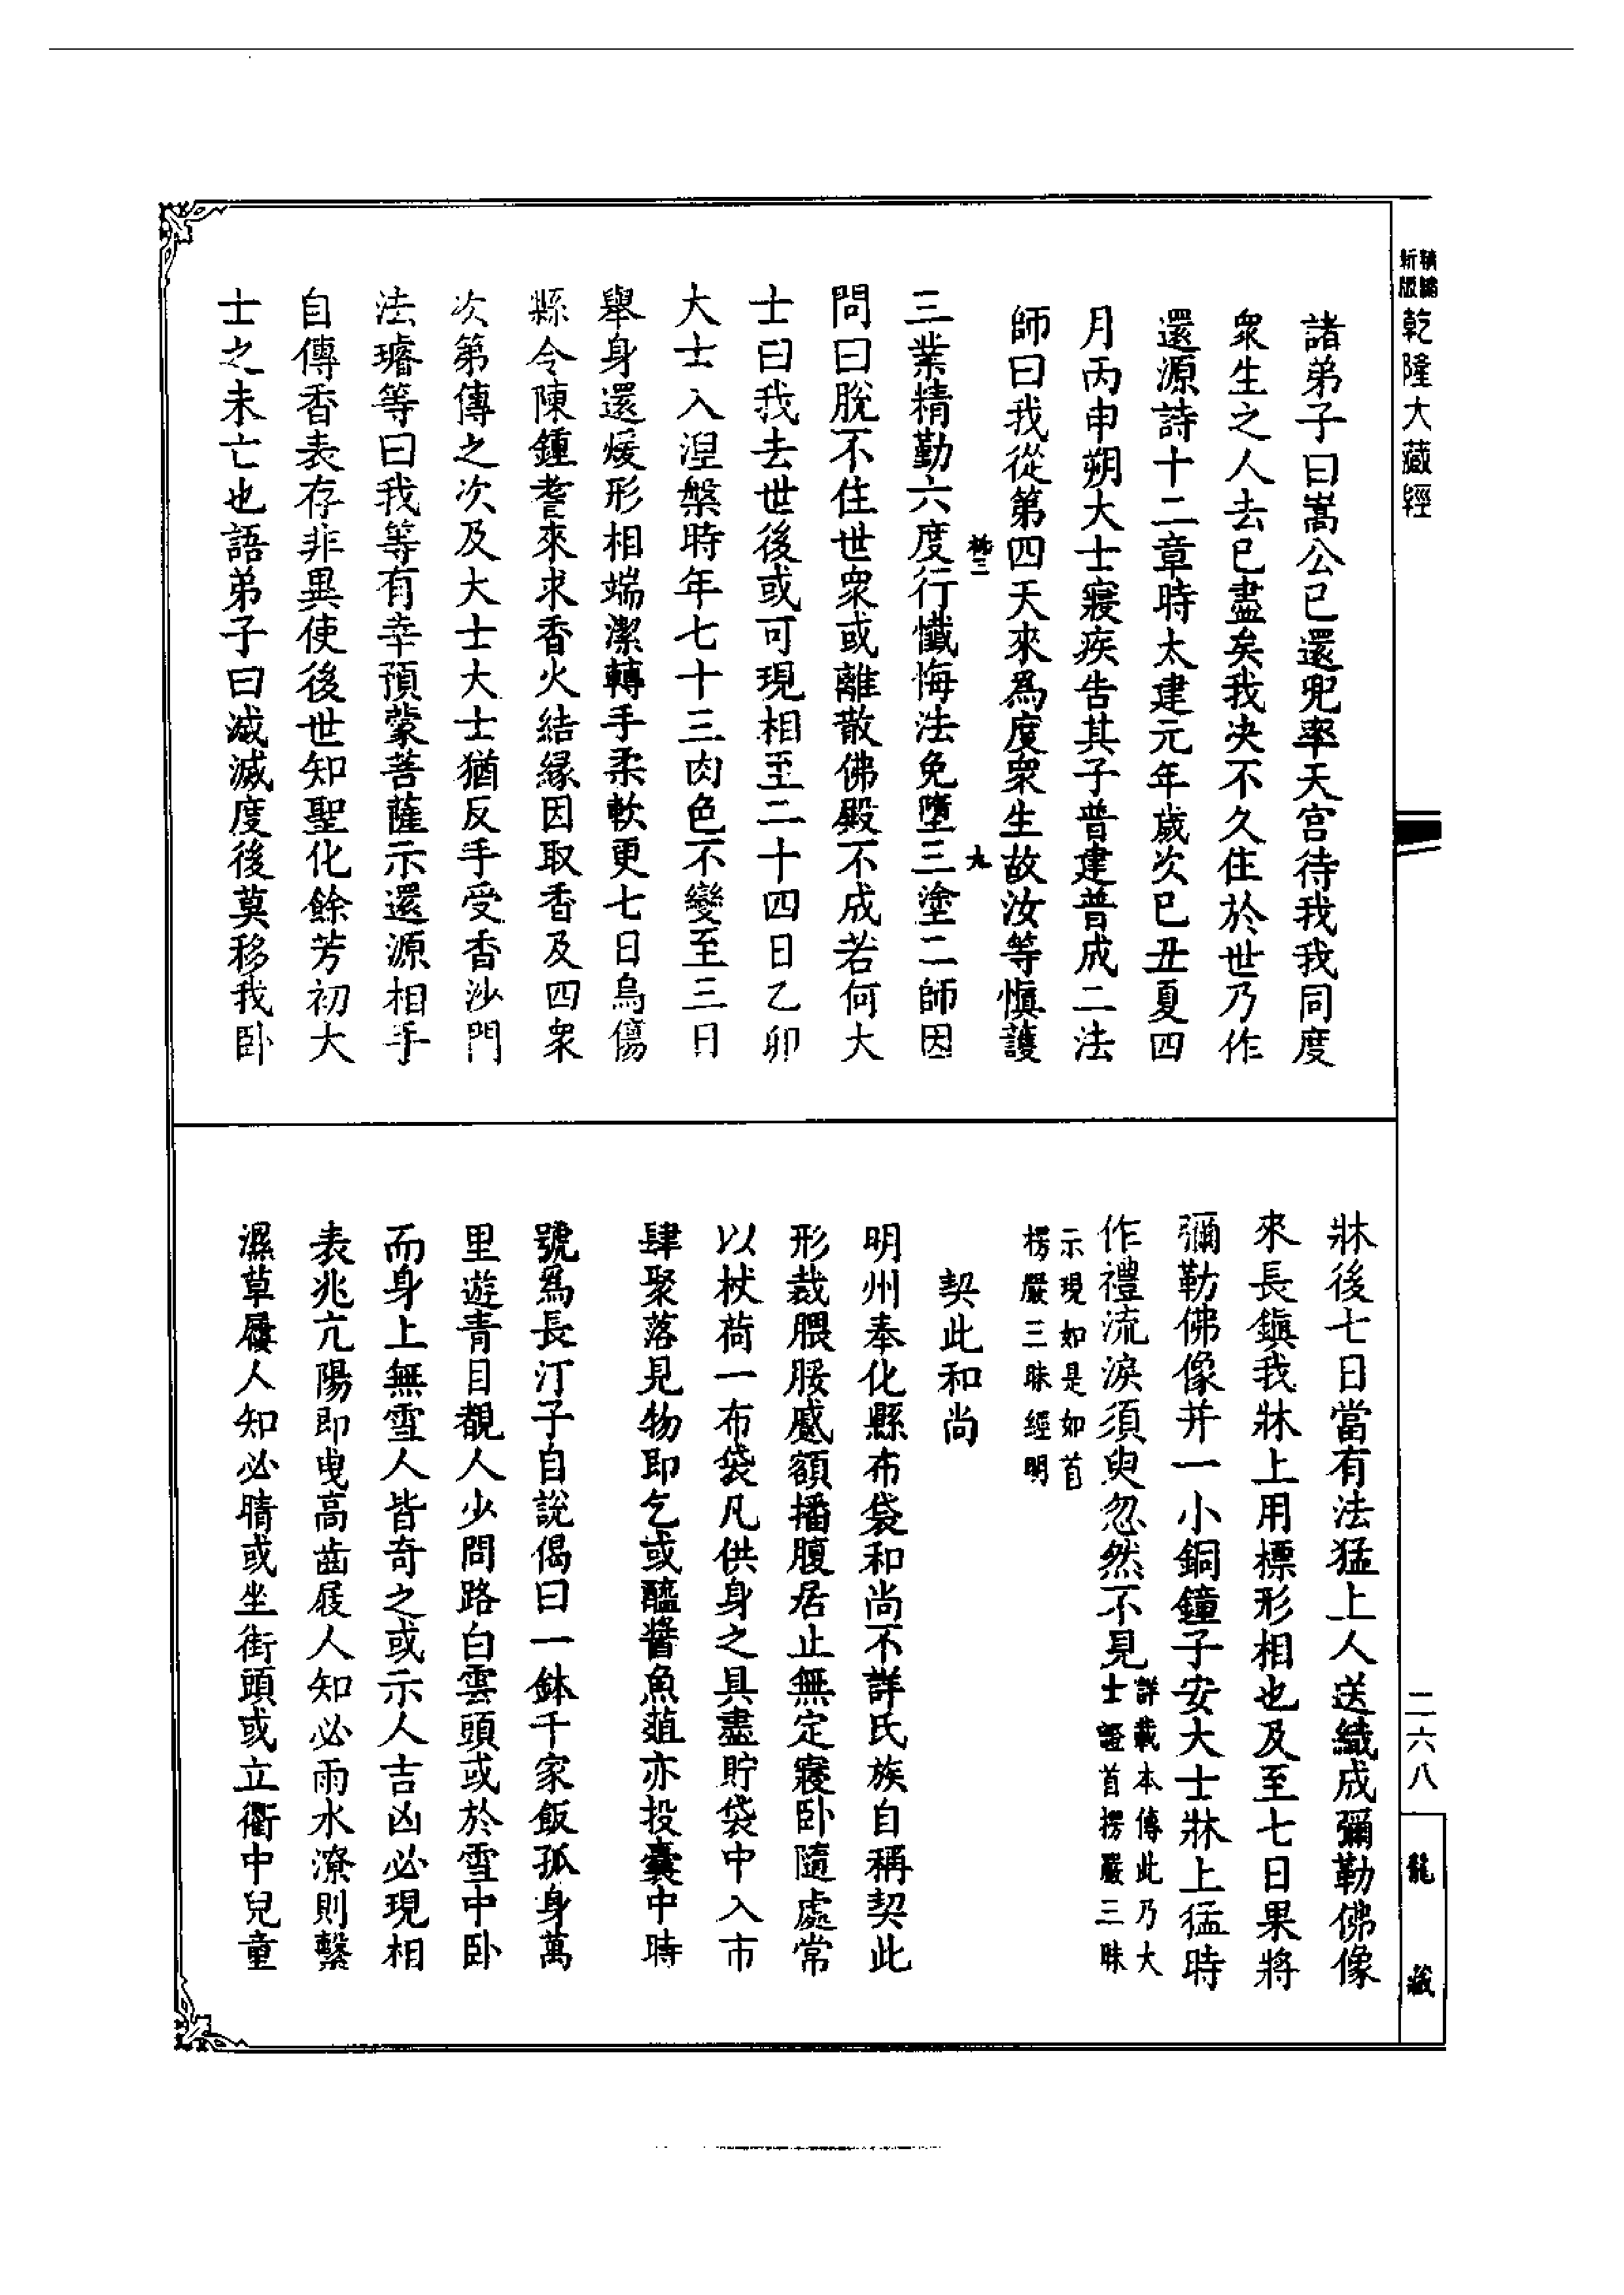 精編
新版
乾隆大藏經
諸弟子曰嵩公已還兜率天宮待我我同度
衆生之人去已盡矣我決不久住於世乃作
還源詩十二章時太建元年歲次己丑夏四
月丙申朔大士寢疾告其子普建普成二法
師曰我從第四天來爲度衆生故汝等愼護
三業精勤六度行懺悔法免墮三塗二師因
問曰脫不住世衆或離散佛殿不成若何大
士曰我去世後或可現相至二十四日乙卯
大士入涅槃時年七十三肉色不變至三日
舉身還煖形相端潔轉手柔軟更七日烏傷
縣令陳鍾耆來求香火結縁因取香及四衆
次第傳之次及大士大士猶反手受香沙門
法璿等曰我等有幸預蒙菩薩示還源相手
自傳香表存非異使後世知聖化餘芳初大
士之未亡也語弟子曰我滅度後莫移我卧
牀後七日當有法猛上人送織成彌勒佛像
來長鎮我牀上用標形相也及至七日果將
彌勒佛像并一小銅鐘子安大士牀上猛時
作禮流淚須臾忽然不見詳載本傳此乃大
士證首楞嚴三昧
示現如是如首
楞嚴三昧經明
契此和尚
明州奉化縣布袋和尚不詳氏族自稱契此
形裁腲脮蹙額皤腹居止無定寢卧隨處常
以杖荷一布袋凡供身之具盡貯袋中入市
肆聚落見物即乞或醯醬魚葅亦投囊中時
號爲長汀子自說偈曰一鉢千家飯孤身萬
里遊青目覩人少問路白雲頭或於雪中卧
而身上無雪人皆奇之或示人吉凶必現相
表兆亢陽即曳高齒屐人知必雨水潦則繫
濕草屨人知必晴或坐街頭或立衢中兒童
二六八
龍藏